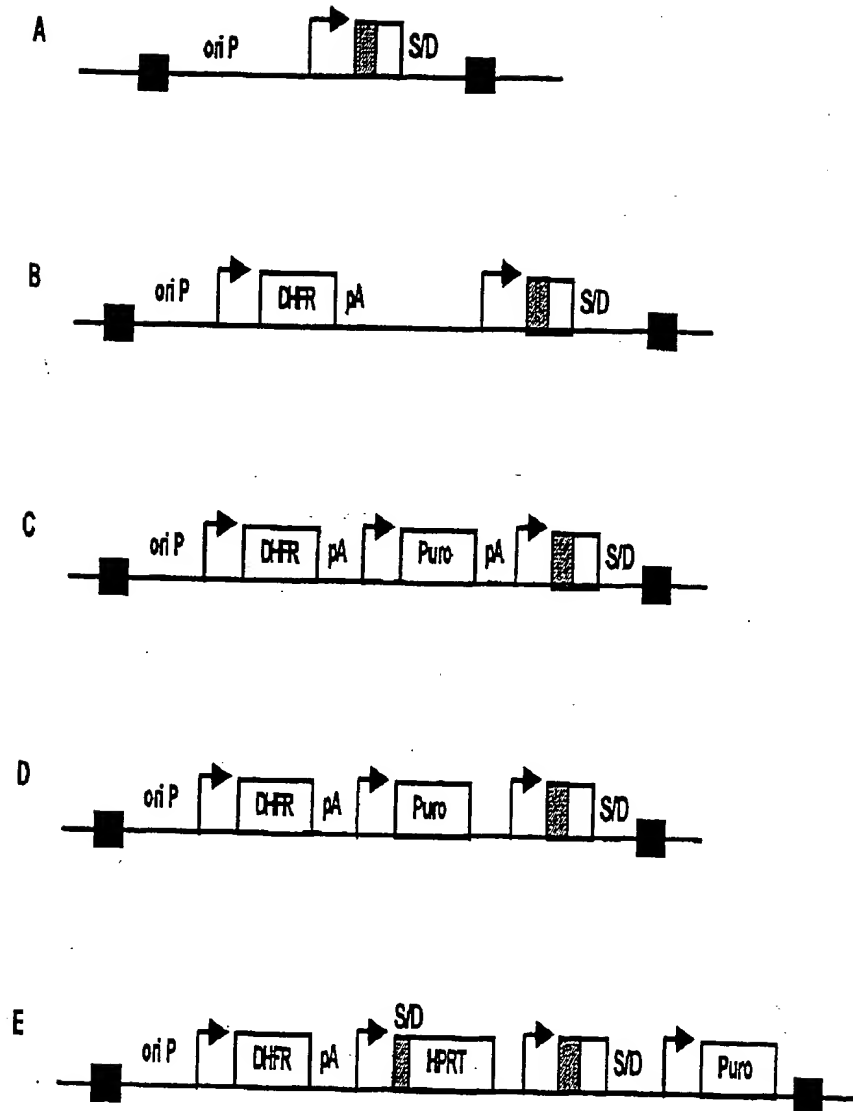 A
ori P
S/D
B
ori P DHFR pA S/D
C
ori P DHFR pA Puro pA S/D
D
ori P DHFR pA Puro S/D
E
S/D
ori P DHFR pA HPRT S/D Puro